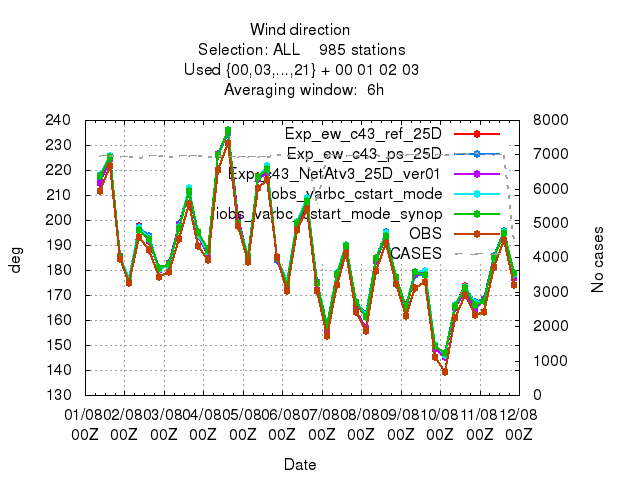 Wind direction
Selection: ALL    985 stations
Used {00,03,...,21} + 00 01 02 03
Averaging window:  6h
240
230
220
210
200
190
180
170
160
150
140
130
deg
8000
7000
6000
5000
4000
3000
2000
1000
0
No cases
Exp_ew_c43_ref_25D
Exp_ew_c43_ps_25D
Exp_c43_NetAtv3_25D_ver01
iobs_varbc_cstart_mode
iobs_varbc_cstart_mode_synop
OBS
CASES
01/08 02/08 03/08 04/08 05/08 06/08 07/08 08/08 09/08 10/08 11/08 12/08
00Z 00Z 00Z 00Z 00Z 00Z 00Z 00Z 00Z 00Z 00Z 00Z
Date